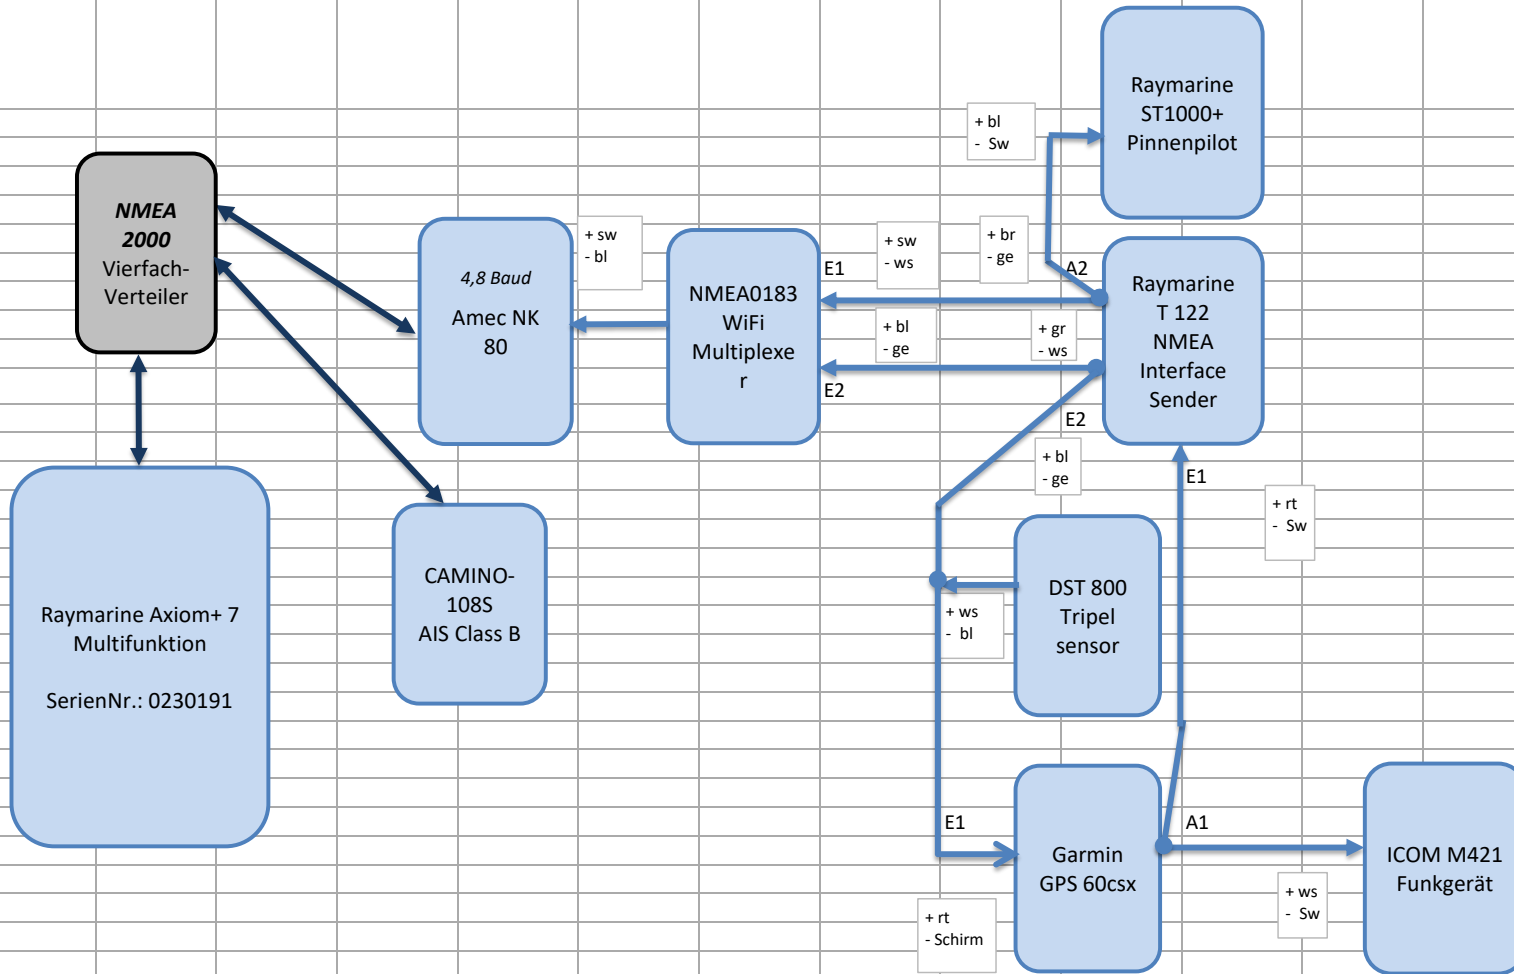 Raymarine
ST1000+
Pinnenpilot
+ bl
- Sw
NMEA
2000
Vierfach-
Verteiler
4,8 Baud
Amec NK
80
+ sw
- bl
NMEA0183
WiFi
Multiplexe
r
E1
E2
+ sw
- ws
+ bl
- ge
+ br
- ge
A2
+ gr
- ws
E2
Raymarine
T 122
NMEA
Interface
Sender
+ bl
- ge
E1
+ rt
- Sw
Raymarine Axiom+ 7
Multifunktion
SerienNr.: 0230191
CAMINO-
108S
AIS Class B
DST 800
Tripel
sensor
+ ws
- bl
E1
Garmin
GPS 60csx
A1
ICOM M421
Funkgerät
+ rt
- Schirm
+ ws
- Sw